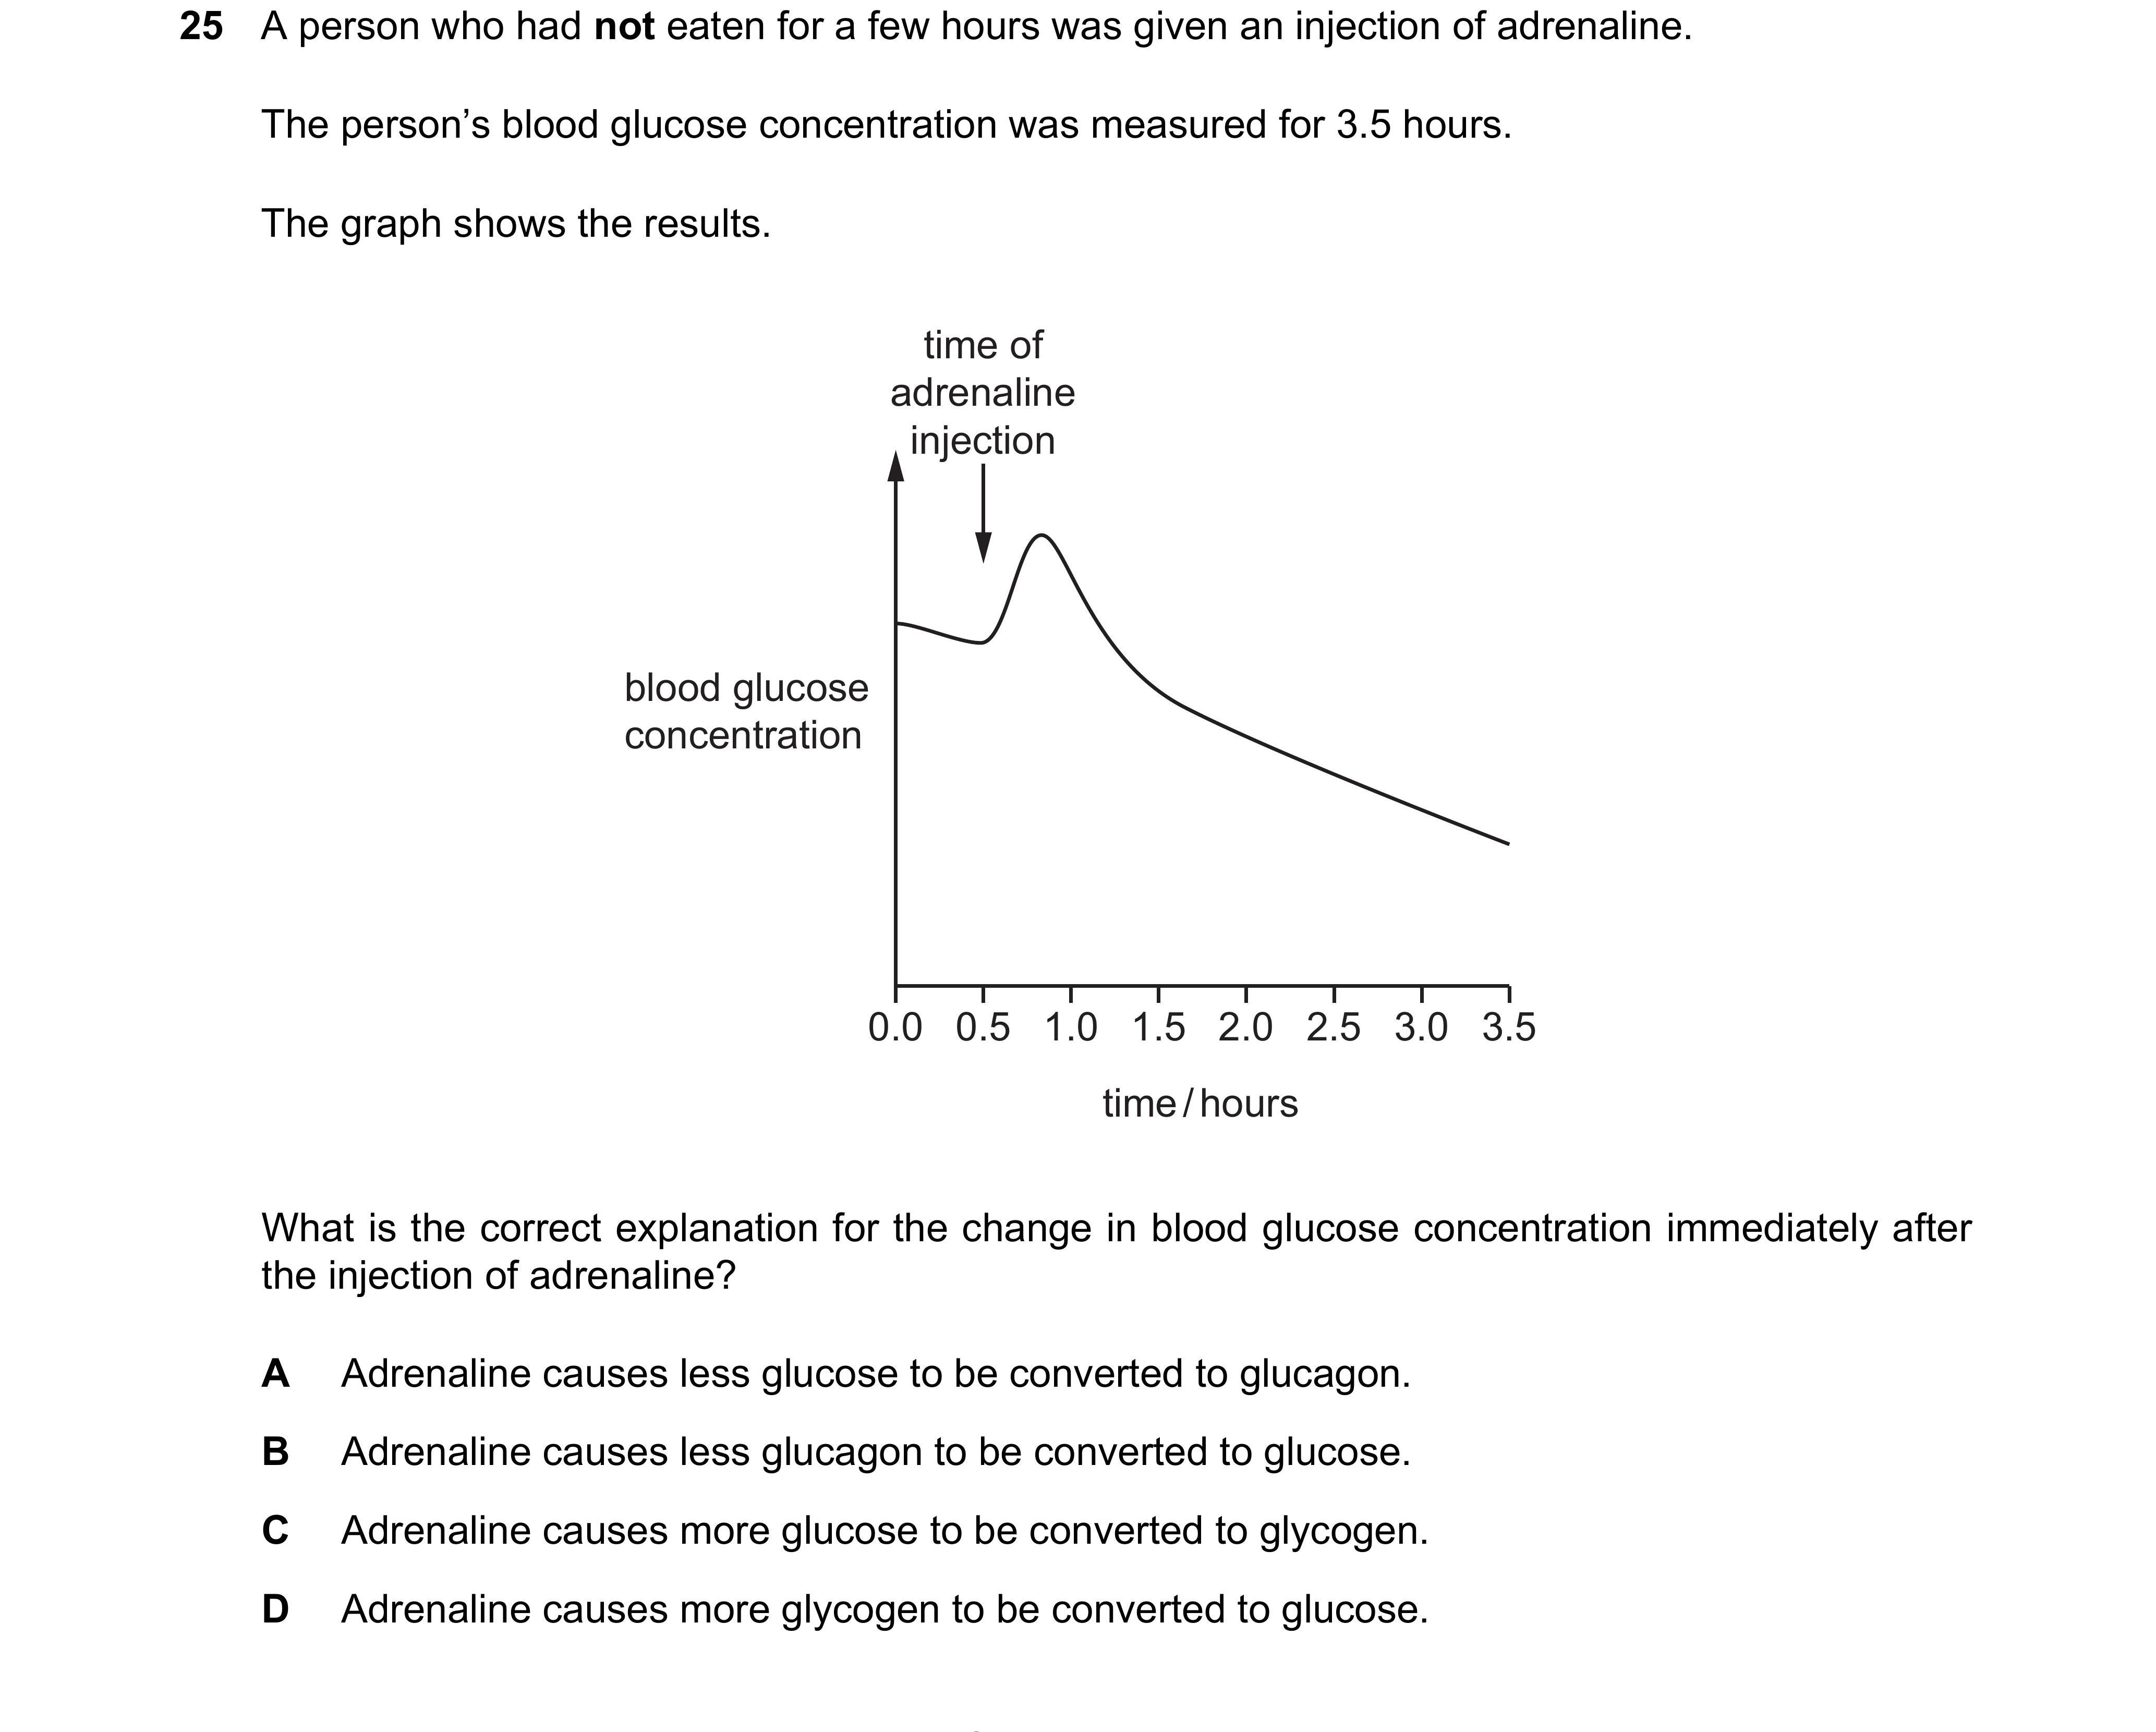 25 A person who had not eaten for a few hours was given an injection of adrenaline.
The person’s blood glucose concentration was measured for 3.5 hours.
The graph shows the results.
time of
adrenaline
injection
blood glucose
concentration
0.0 0.5 1.0 1.5 2.0 2.5 3.0 3.5
time / hours
What is the correct explanation for the change in blood glucose concentration immediately after
the injection of adrenaline?
A Adrenaline causes less glucose to be converted to glucagon.
B Adrenaline causes less glucagon to be converted to glucose.
C Adrenaline causes more glucose to be converted to glycogen.
D Adrenaline causes more glycogen to be converted to glucose.